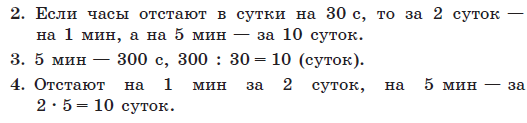 2. Если часы отстают в сутки на 30 с, то за 2 суток —
на 1 мин, а на 5 мин — за 10 суток.
3. 5 мин — 300 с, 300 : 30 = 10 (суток).
4. Отстают на 1 мин за 2 суток, на 5 мин — за
2 · 5 = 10 суток.